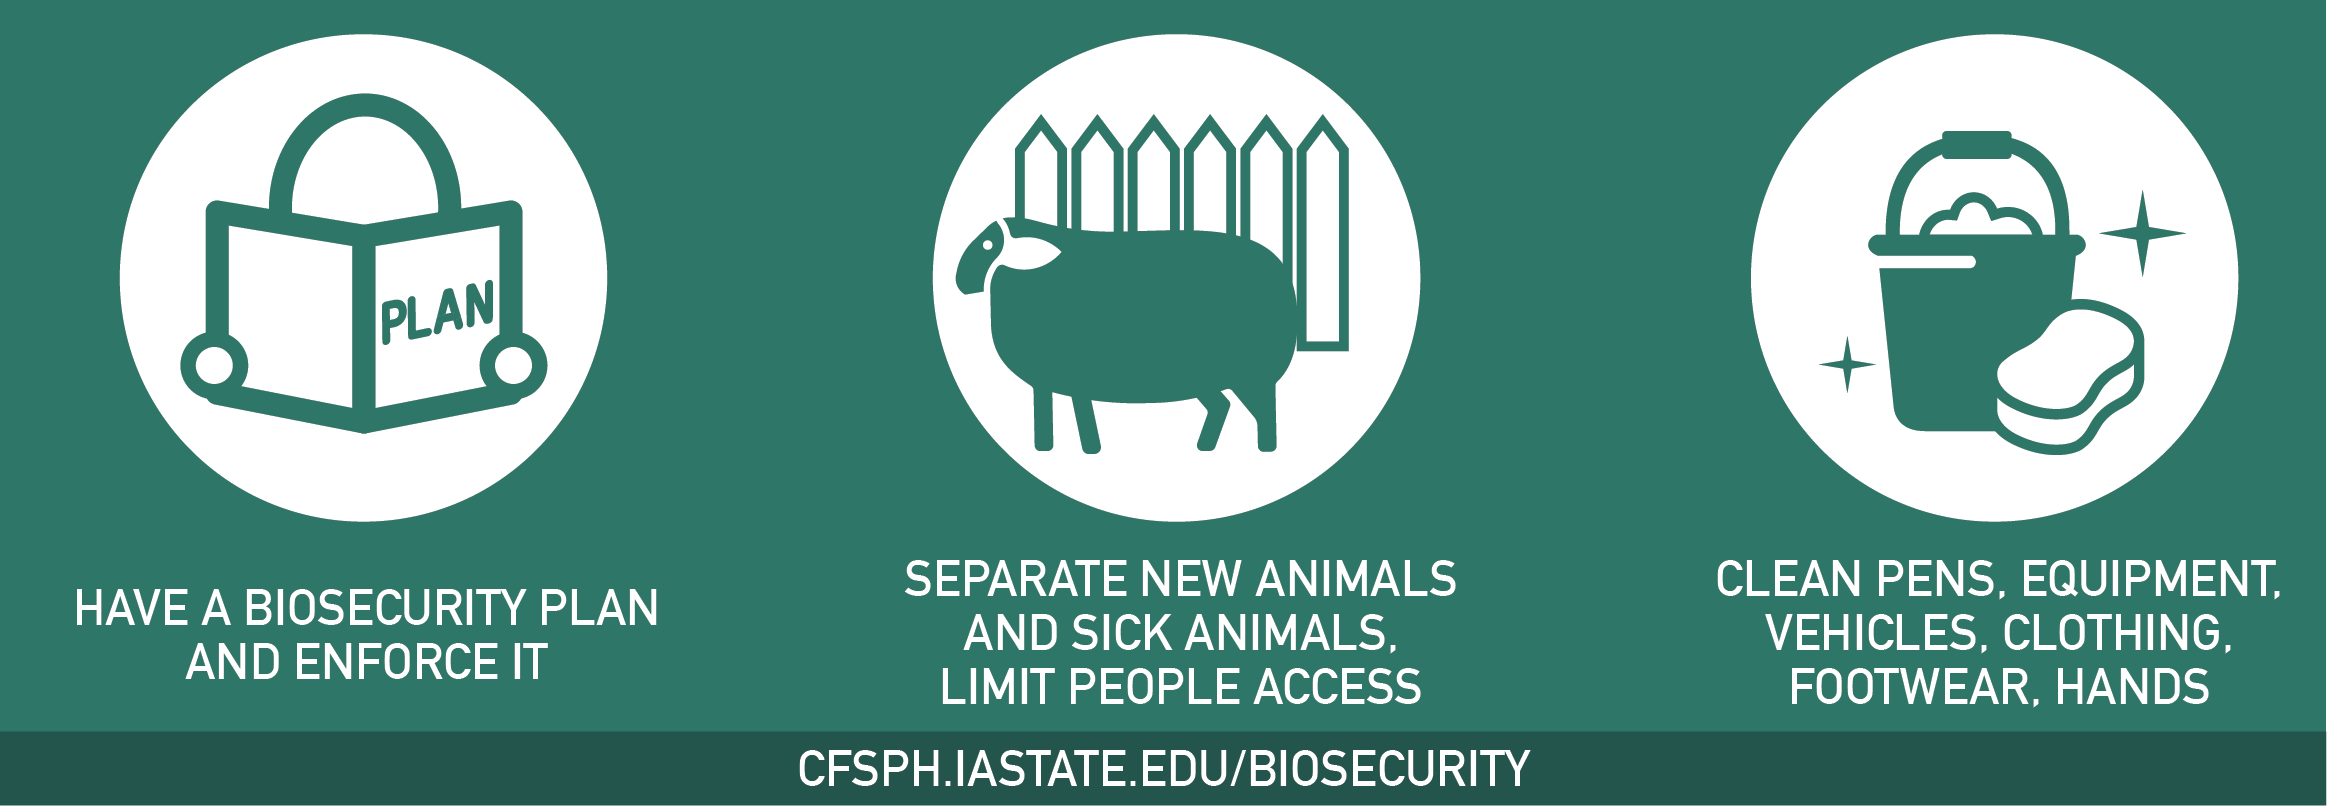 PLAN
HAVE A BIOSECURITY PLAN
AND ENFORCE IT
SEPARATE NEW ANIMALS
AND SICK ANIMALS,
LIMIT PEOPLE ACCESS
CLEAN PENS, EQUIPMENT,
VEHICLES, CLOTHING,
FOOTWEAR, HANDS
CFSPH.IASTATE.EDU/BIOSECURITY